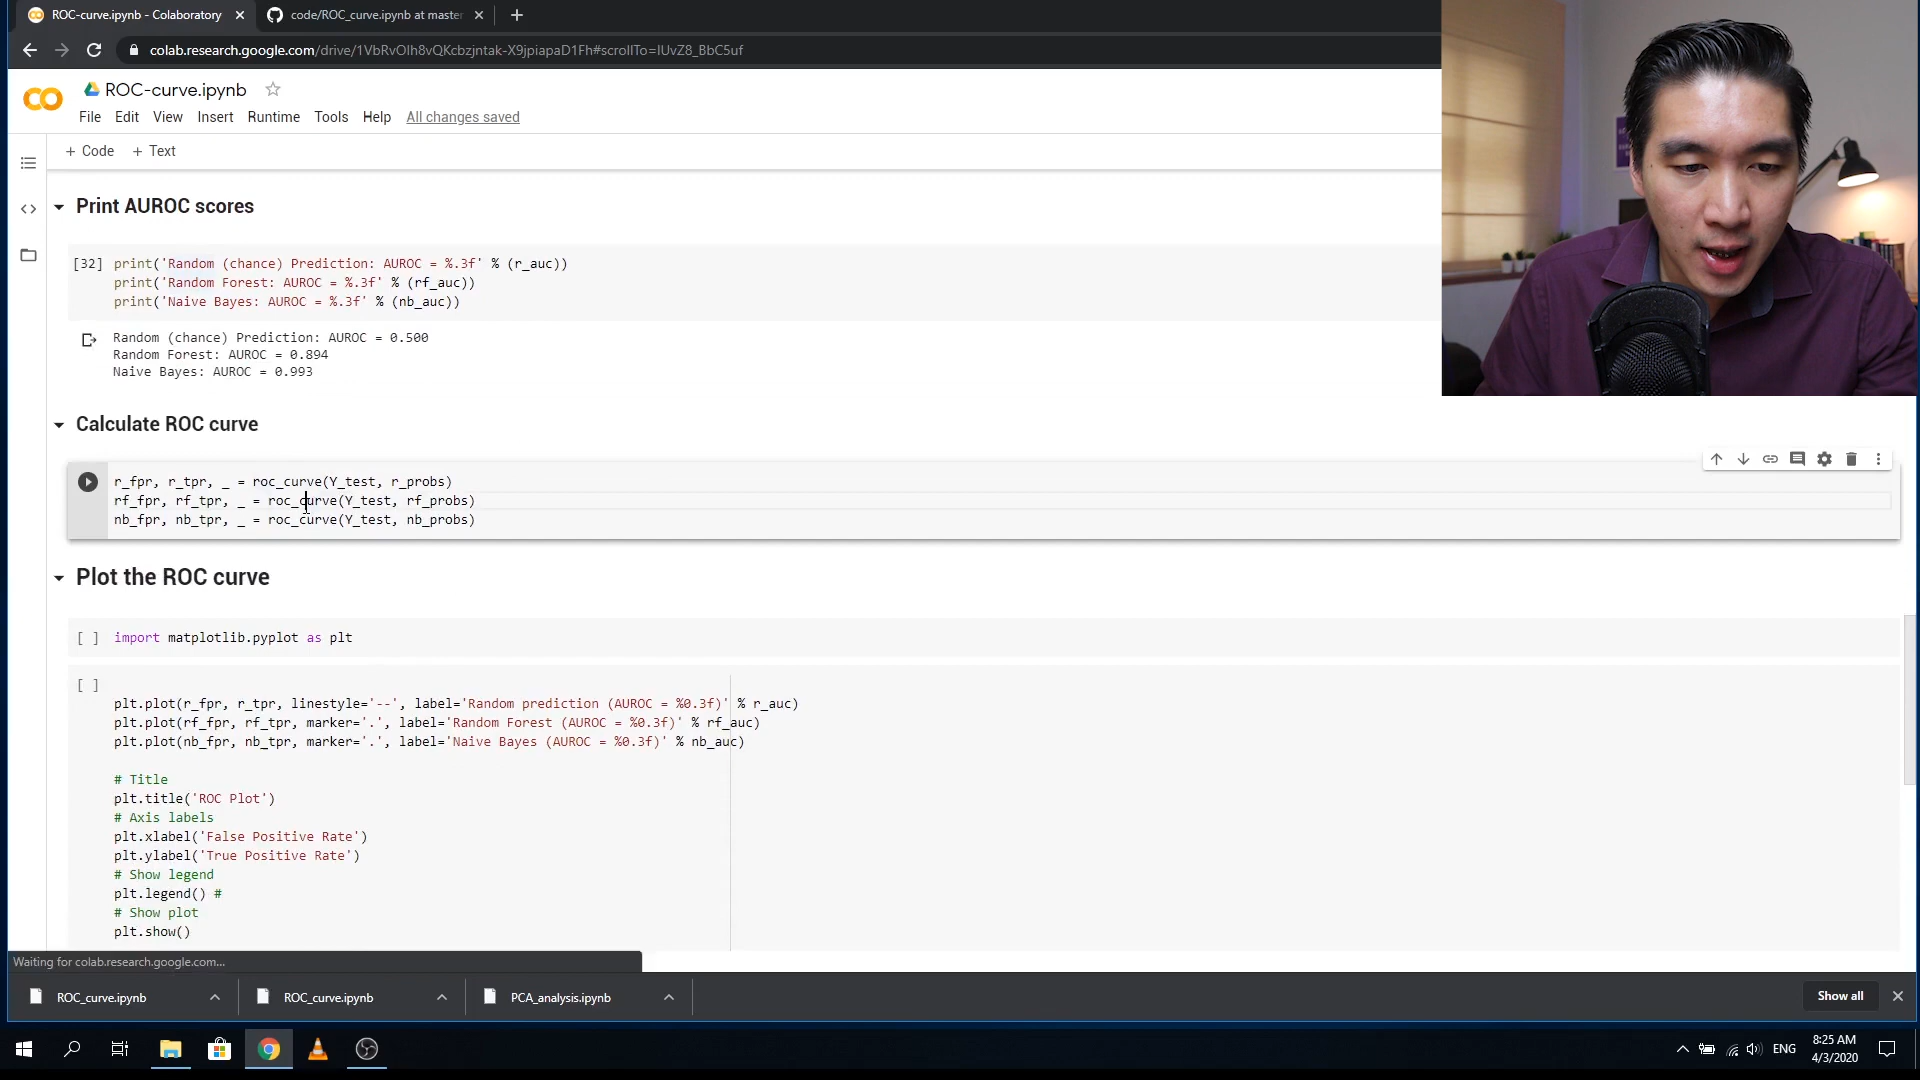 ROC-curve.ipynb - Colaboratory
code/ROC_curve.ipynb at master
colab.research.google.com/drive/1VbRvOlh8vQKcbzjntak-X9jpiapaD1Fh#scrollTo=IUvZ8_BbC5uf
ROC-curve.ipynb
File Edit View Insert Runtime Tools Help All changes saved
+ Code + Text
Print AUROC scores
[32] print('Random (chance) Prediction: AUROC = %.3f' % (r_auc))
print('Random Forest: AUROC = %.3f' % (rf_auc))
print('Naive Bayes: AUROC = %.3f' % (nb_auc))
Random (chance) Prediction: AUROC = 0.500
Random Forest: AUROC = 0.894
Naive Bayes: AUROC = 0.993
Calculate ROC curve
r_fpr, r_tpr, _ = roc_curve(Y_test, r_probs)
rf_fpr, rf_tpr, _ = roc_curve(Y_test, rf_probs)
nb_fpr, nb_tpr, _ = roc_curve(Y_test, nb_probs)
Plot the ROC curve
[ ] import matplotlib.pyplot as plt
[ ]
plt.plot(r_fpr, r_tpr, linestyle='--', label='Random prediction (AUROC = %0.3f)' % r_auc)
plt.plot(rf_fpr, rf_tpr, marker='.', label='Random Forest (AUROC = %0.3f)' % rf_auc)
plt.plot(nb_fpr, nb_tpr, marker='.', label='Naive Bayes (AUROC = %0.3f)' % nb_auc)
# Title
plt.title('ROC Plot')
# Axis labels
plt.xlabel('False Positive Rate')
plt.ylabel('True Positive Rate')
# Show legend
plt.legend() #
# Show plot
plt.show()
Waiting for colab.research.google.com...
ROC_curve.ipynb
ROC_curve.ipynb
PCA_analysis.ipynb
Show all
ENG
8:25 AM
4/3/2020